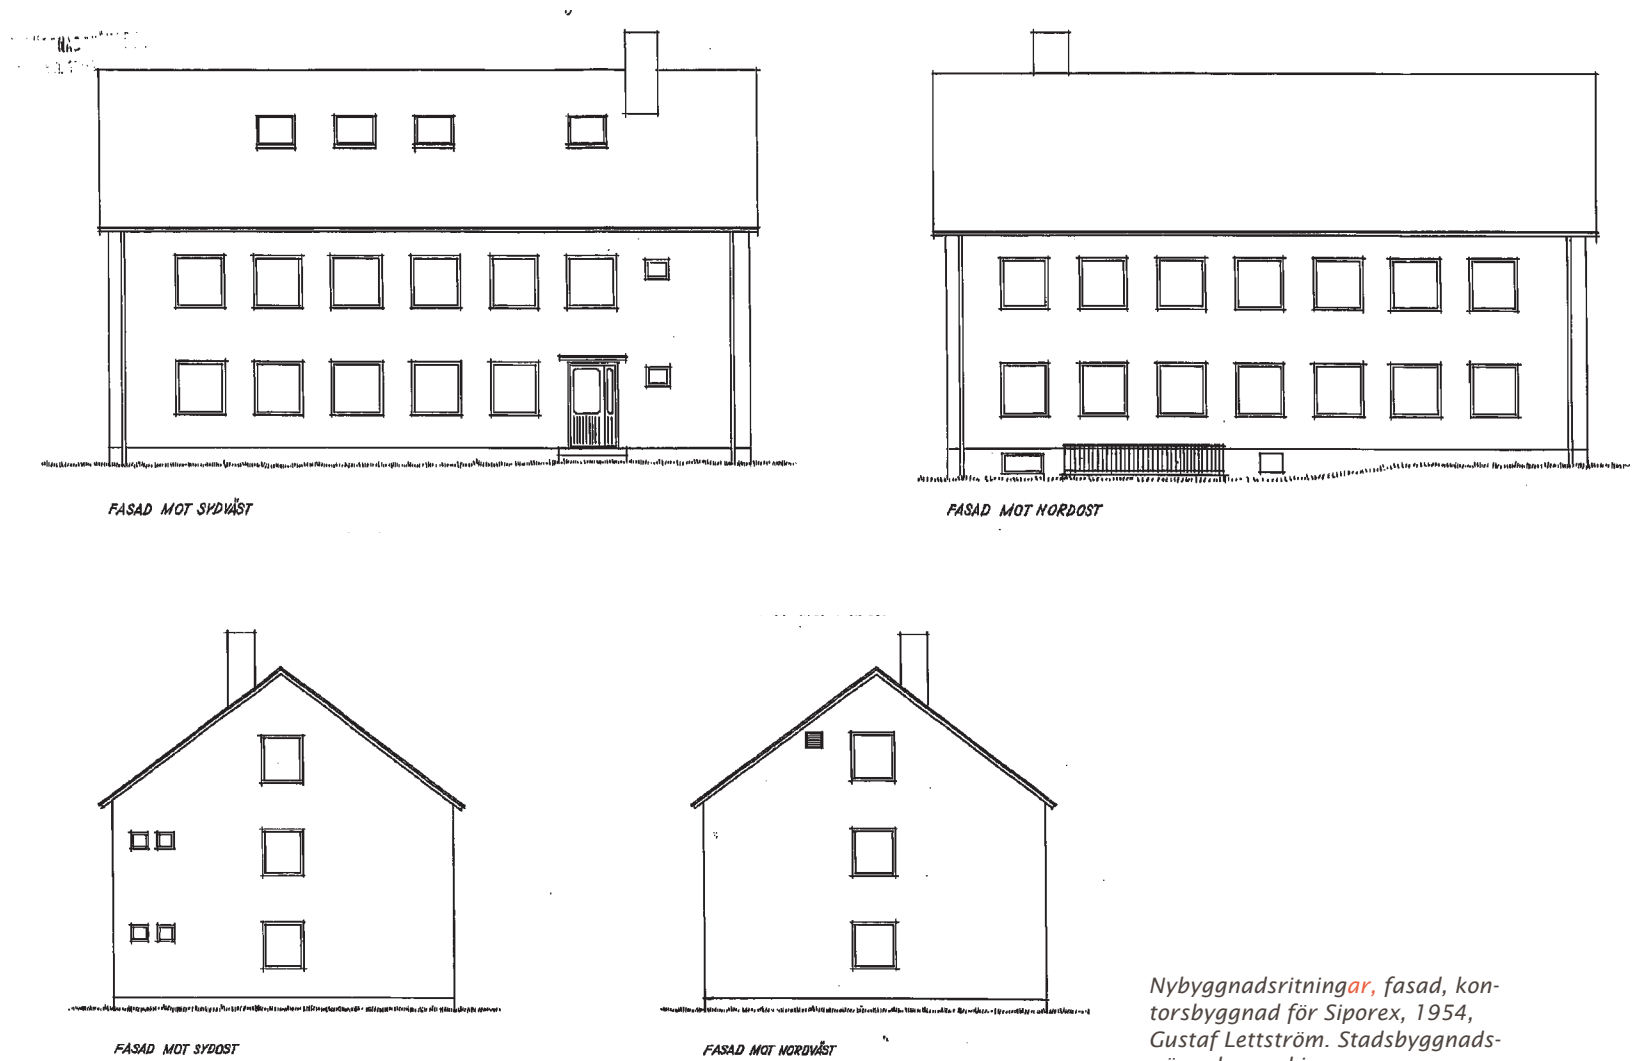 FASAD MOT SYDVÄST
FASAD MOT NORDOST
FASAD MOT SYDOST
FASAD MOT NORDVÄST
Nybyggnadsritningar, fasad, kon-
torsbyggnad för Siporex, 1954,
Gustaf Lettström. Stadsbyggnads-